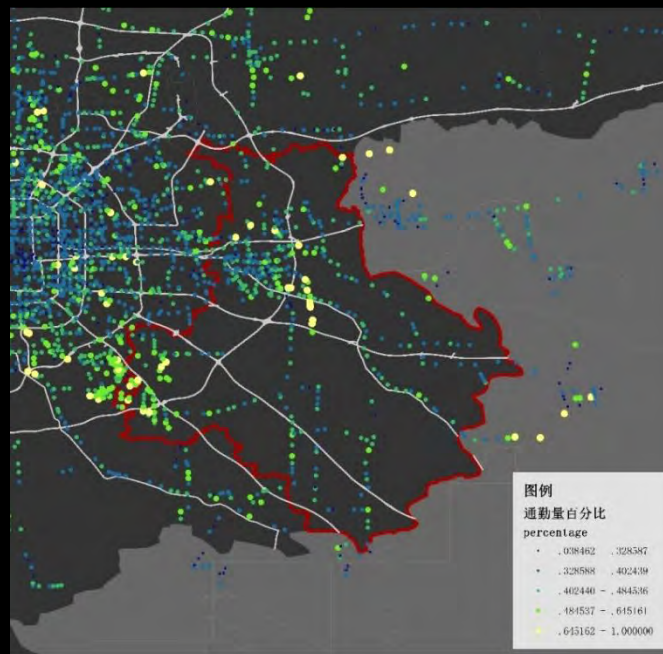 图例
通勤量百分比
percentage
.038462 - .328587
.328588 - .402439
.402440 - .484536
.484537 - .645161
.645162 - 1.000000